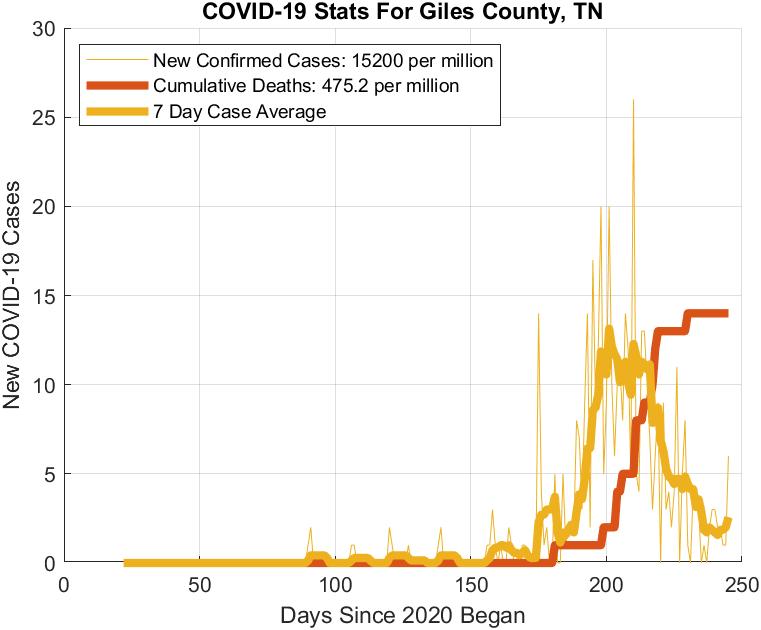 COVID-19 Stats For Giles County, TN
New Confirmed Cases: 15200 per million
Cumulative Deaths: 475.2 per million
7 Day Case Average
New COVID-19 Cases
30
25
20
15
10
5
0
0 50 100 150 200 250
Days Since 2020 Began